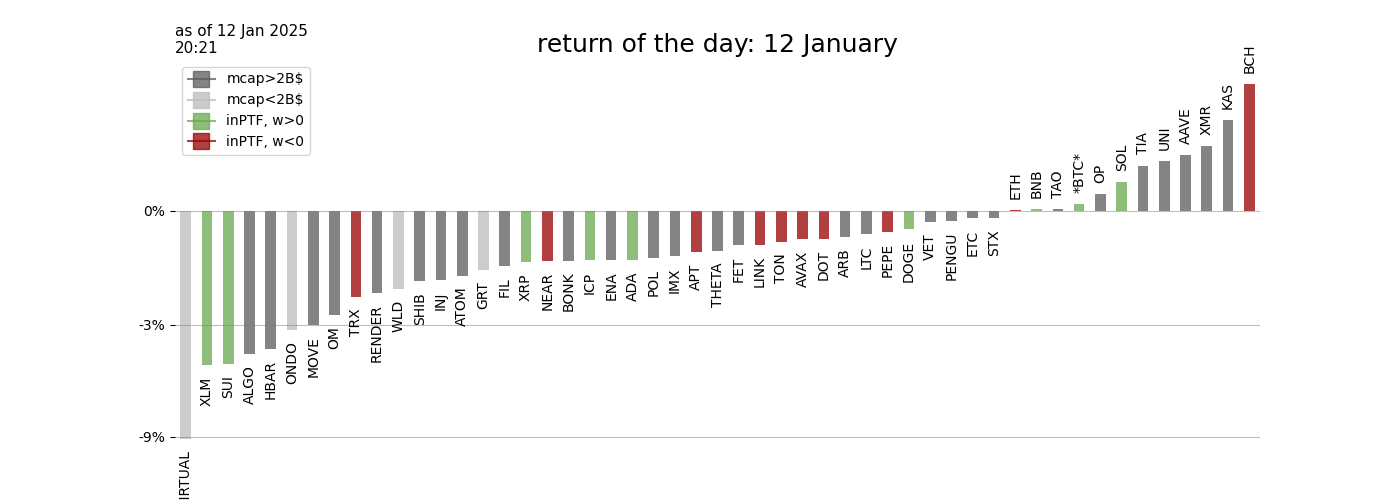 as of 12 Jan 2025
20:21
return of the day: 12 January
mcap>2B$
mcap<2B$
inPTF, w>0
inPTF, w<0
0%
-3%
-9%
IRTUAL
XLM
SUI
ALGO
HBAR
ONDO
MOVE
OM
TRX
RENDER
WLD
SHIB
INJ
ATOM
GRT
FIL
XRP
NEAR
BONK
ICP
ENA
ADA
POL
IMX
APT
THETA
FET
LINK
TON
AVAX
DOT
ARB
LTC
PEPE
DOGE
VET
PENGU
ETC
STX
ETH
BNB
TAO
*BTC*
OP
SOL
TIA
UNI
AAVE
XMR
KAS
BCH